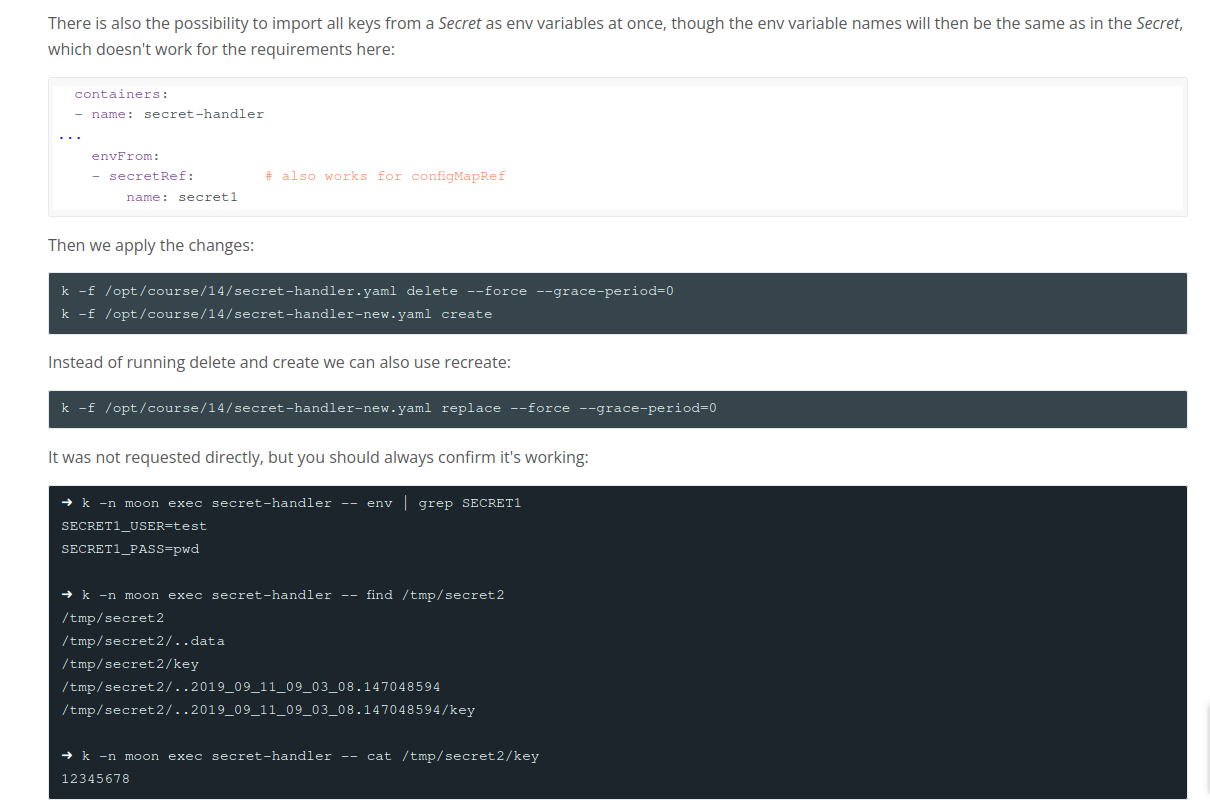 There is also the possibility to import all keys from a Secret as env variables at once, though the env variable names will then be the same as in the Secret,
which doesn't work for the requirements here:
  containers:
  - name: secret-handler
...
    envFrom:
    - secretRef:        # also works for configMapRef
        name: secret1
Then we apply the changes:
k -f /opt/course/14/secret-handler.yaml delete --force --grace-period=0
k -f /opt/course/14/secret-handler-new.yaml create
Instead of running delete and create we can also use recreate:
k -f /opt/course/14/secret-handler-new.yaml replace --force --grace-period=0
It was not requested directly, but you should always confirm it's working:
➜ k -n moon exec secret-handler -- env | grep SECRET1
SECRET1_USER=test
SECRET1_PASS=pwd
➜ k -n moon exec secret-handler -- find /tmp/secret2
/tmp/secret2
/tmp/secret2/..data
/tmp/secret2/key
/tmp/secret2/..2019_09_11_09_03_08.147048594
/tmp/secret2/..2019_09_11_09_03_08.147048594/key
➜ k -n moon exec secret-handler -- cat /tmp/secret2/key
12345678